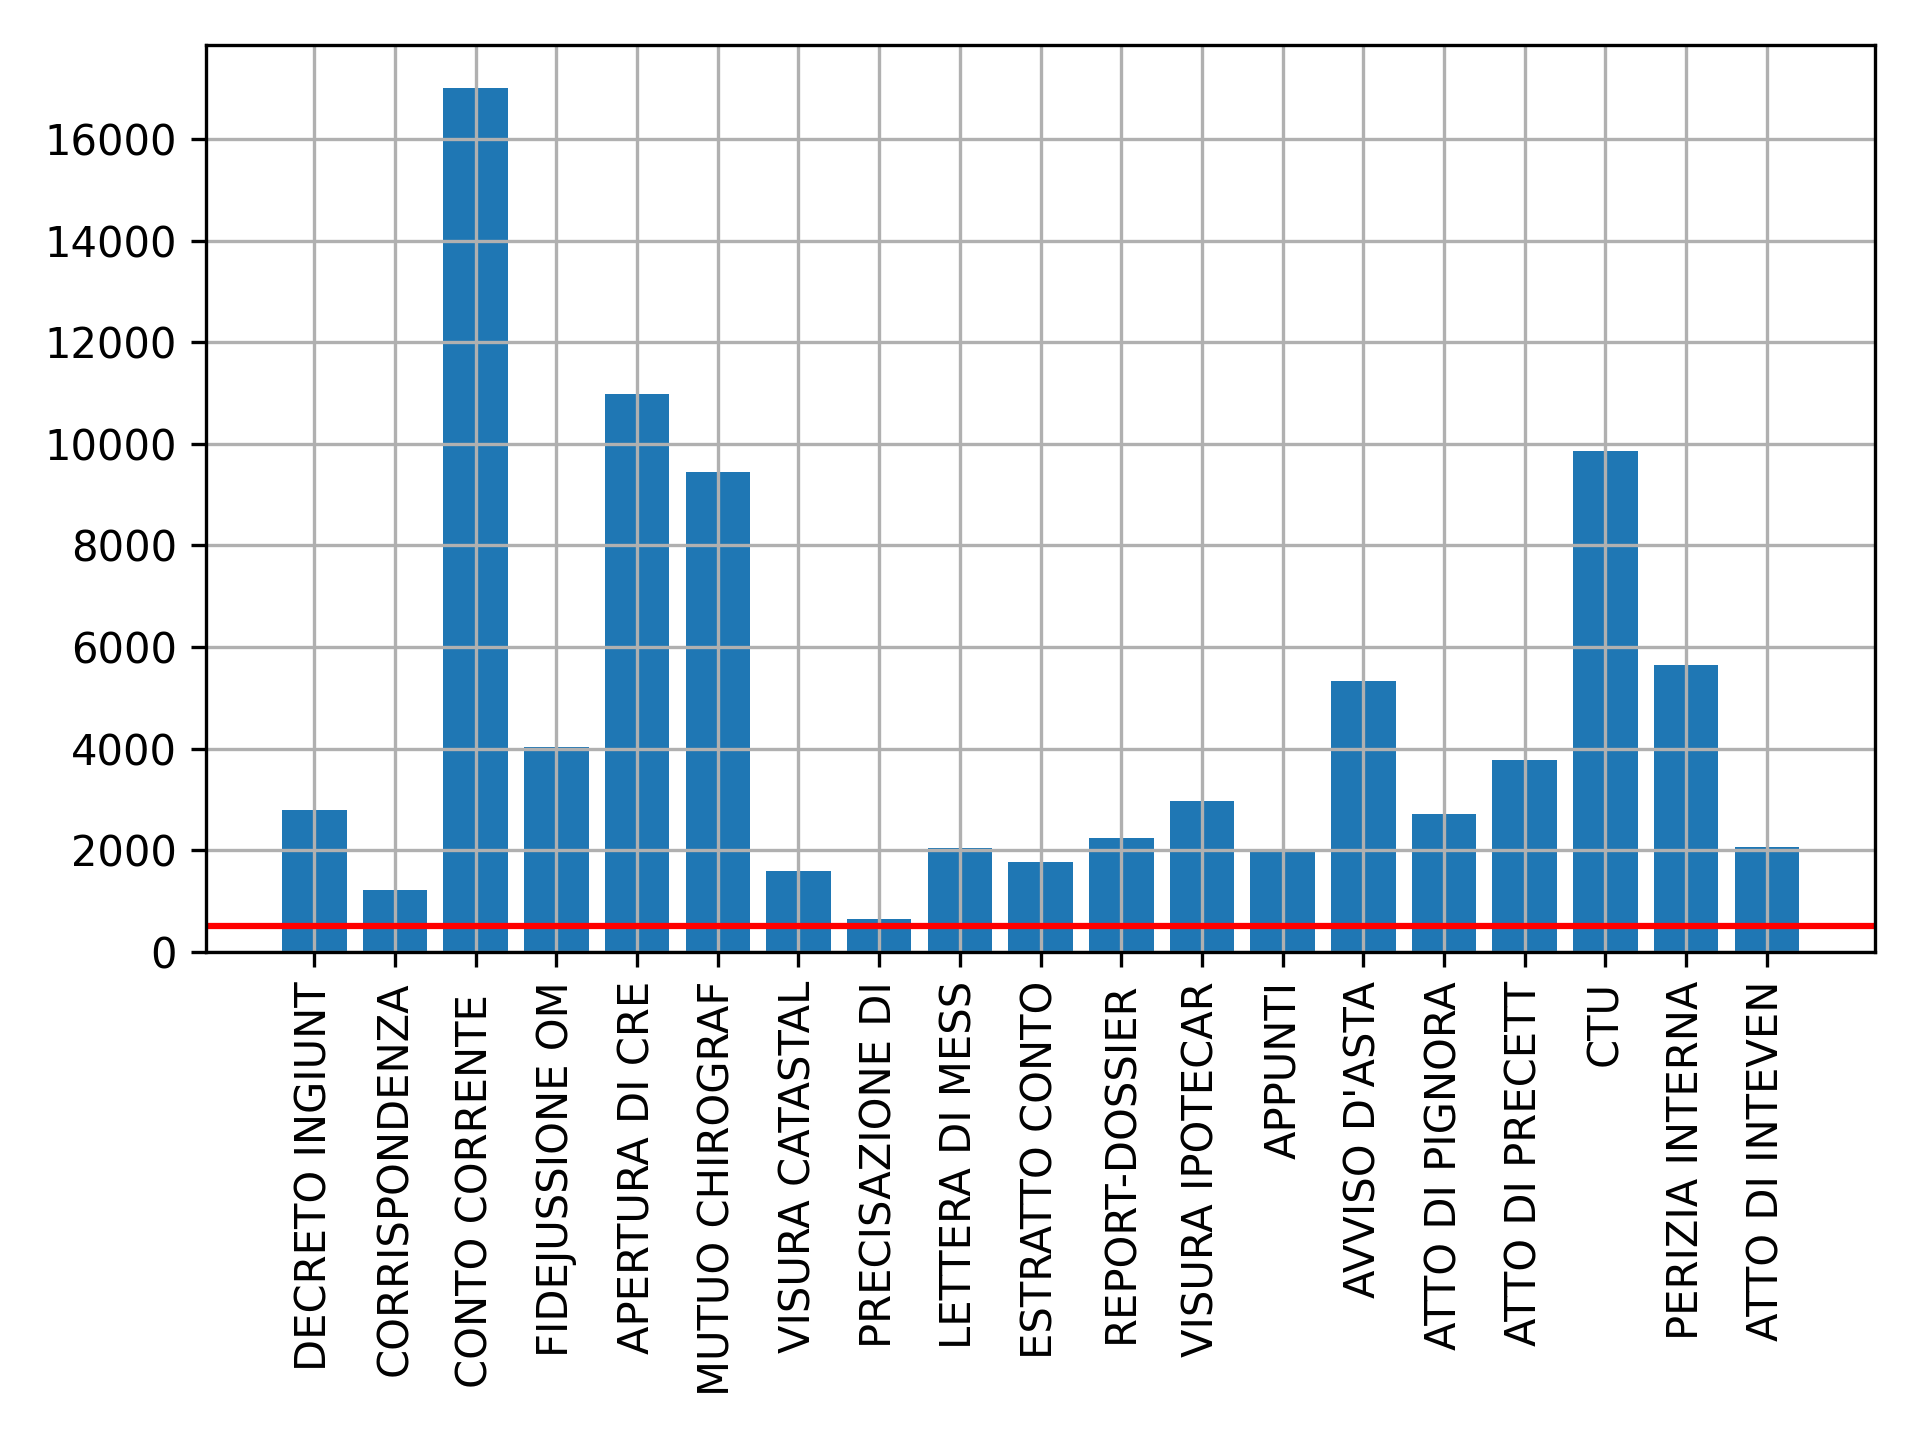 16000
14000
12000
10000
8000
6000
4000
2000
0
DECRETO INGIUNT
CORRISPONDENZA
CONTO CORRENTE
FIDEJUSSIONE OM
APERTURA DI CRE
MUTUO CHIROGRAF
VISURA CATASTAL
PRECISAZIONE DI
LETTERA DI MESS
ESTRATTO CONTO
REPORT-DOSSIER
VISURA IPOTECAR
APPUNTI
AVVISO D'ASTA
ATTO DI PIGNORA
ATTO DI PRECETT
CTU
PERIZIA INTERNA
ATTO DI INTEVEN